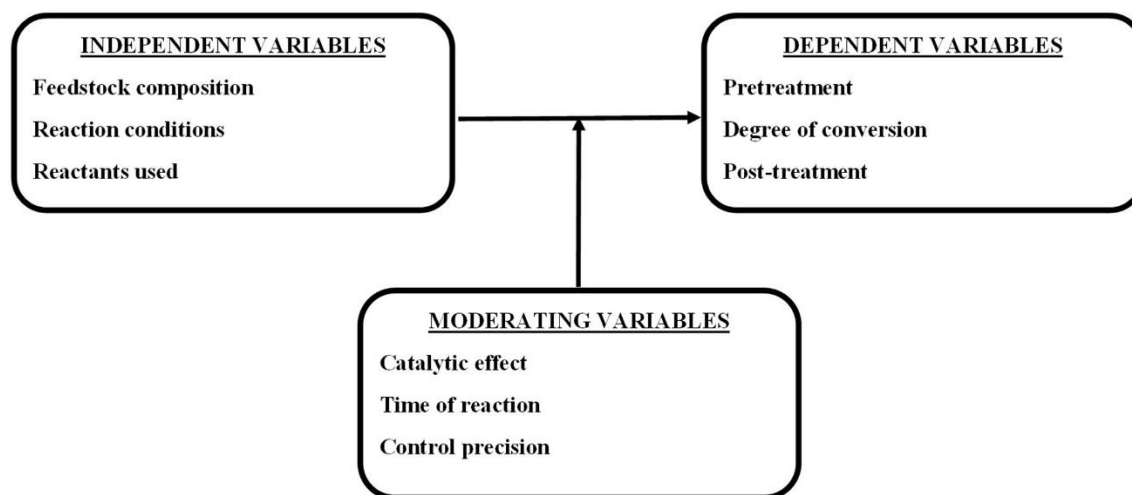 INDEPENDENT VARIABLES
Feedstock composition
Reaction conditions
Reactants used
DEPENDENT VARIABLES
Pretreatment
Degree of conversion
Post-treatment
MODERATING VARIABLES
Catalytic effect
Time of reaction
Control precision